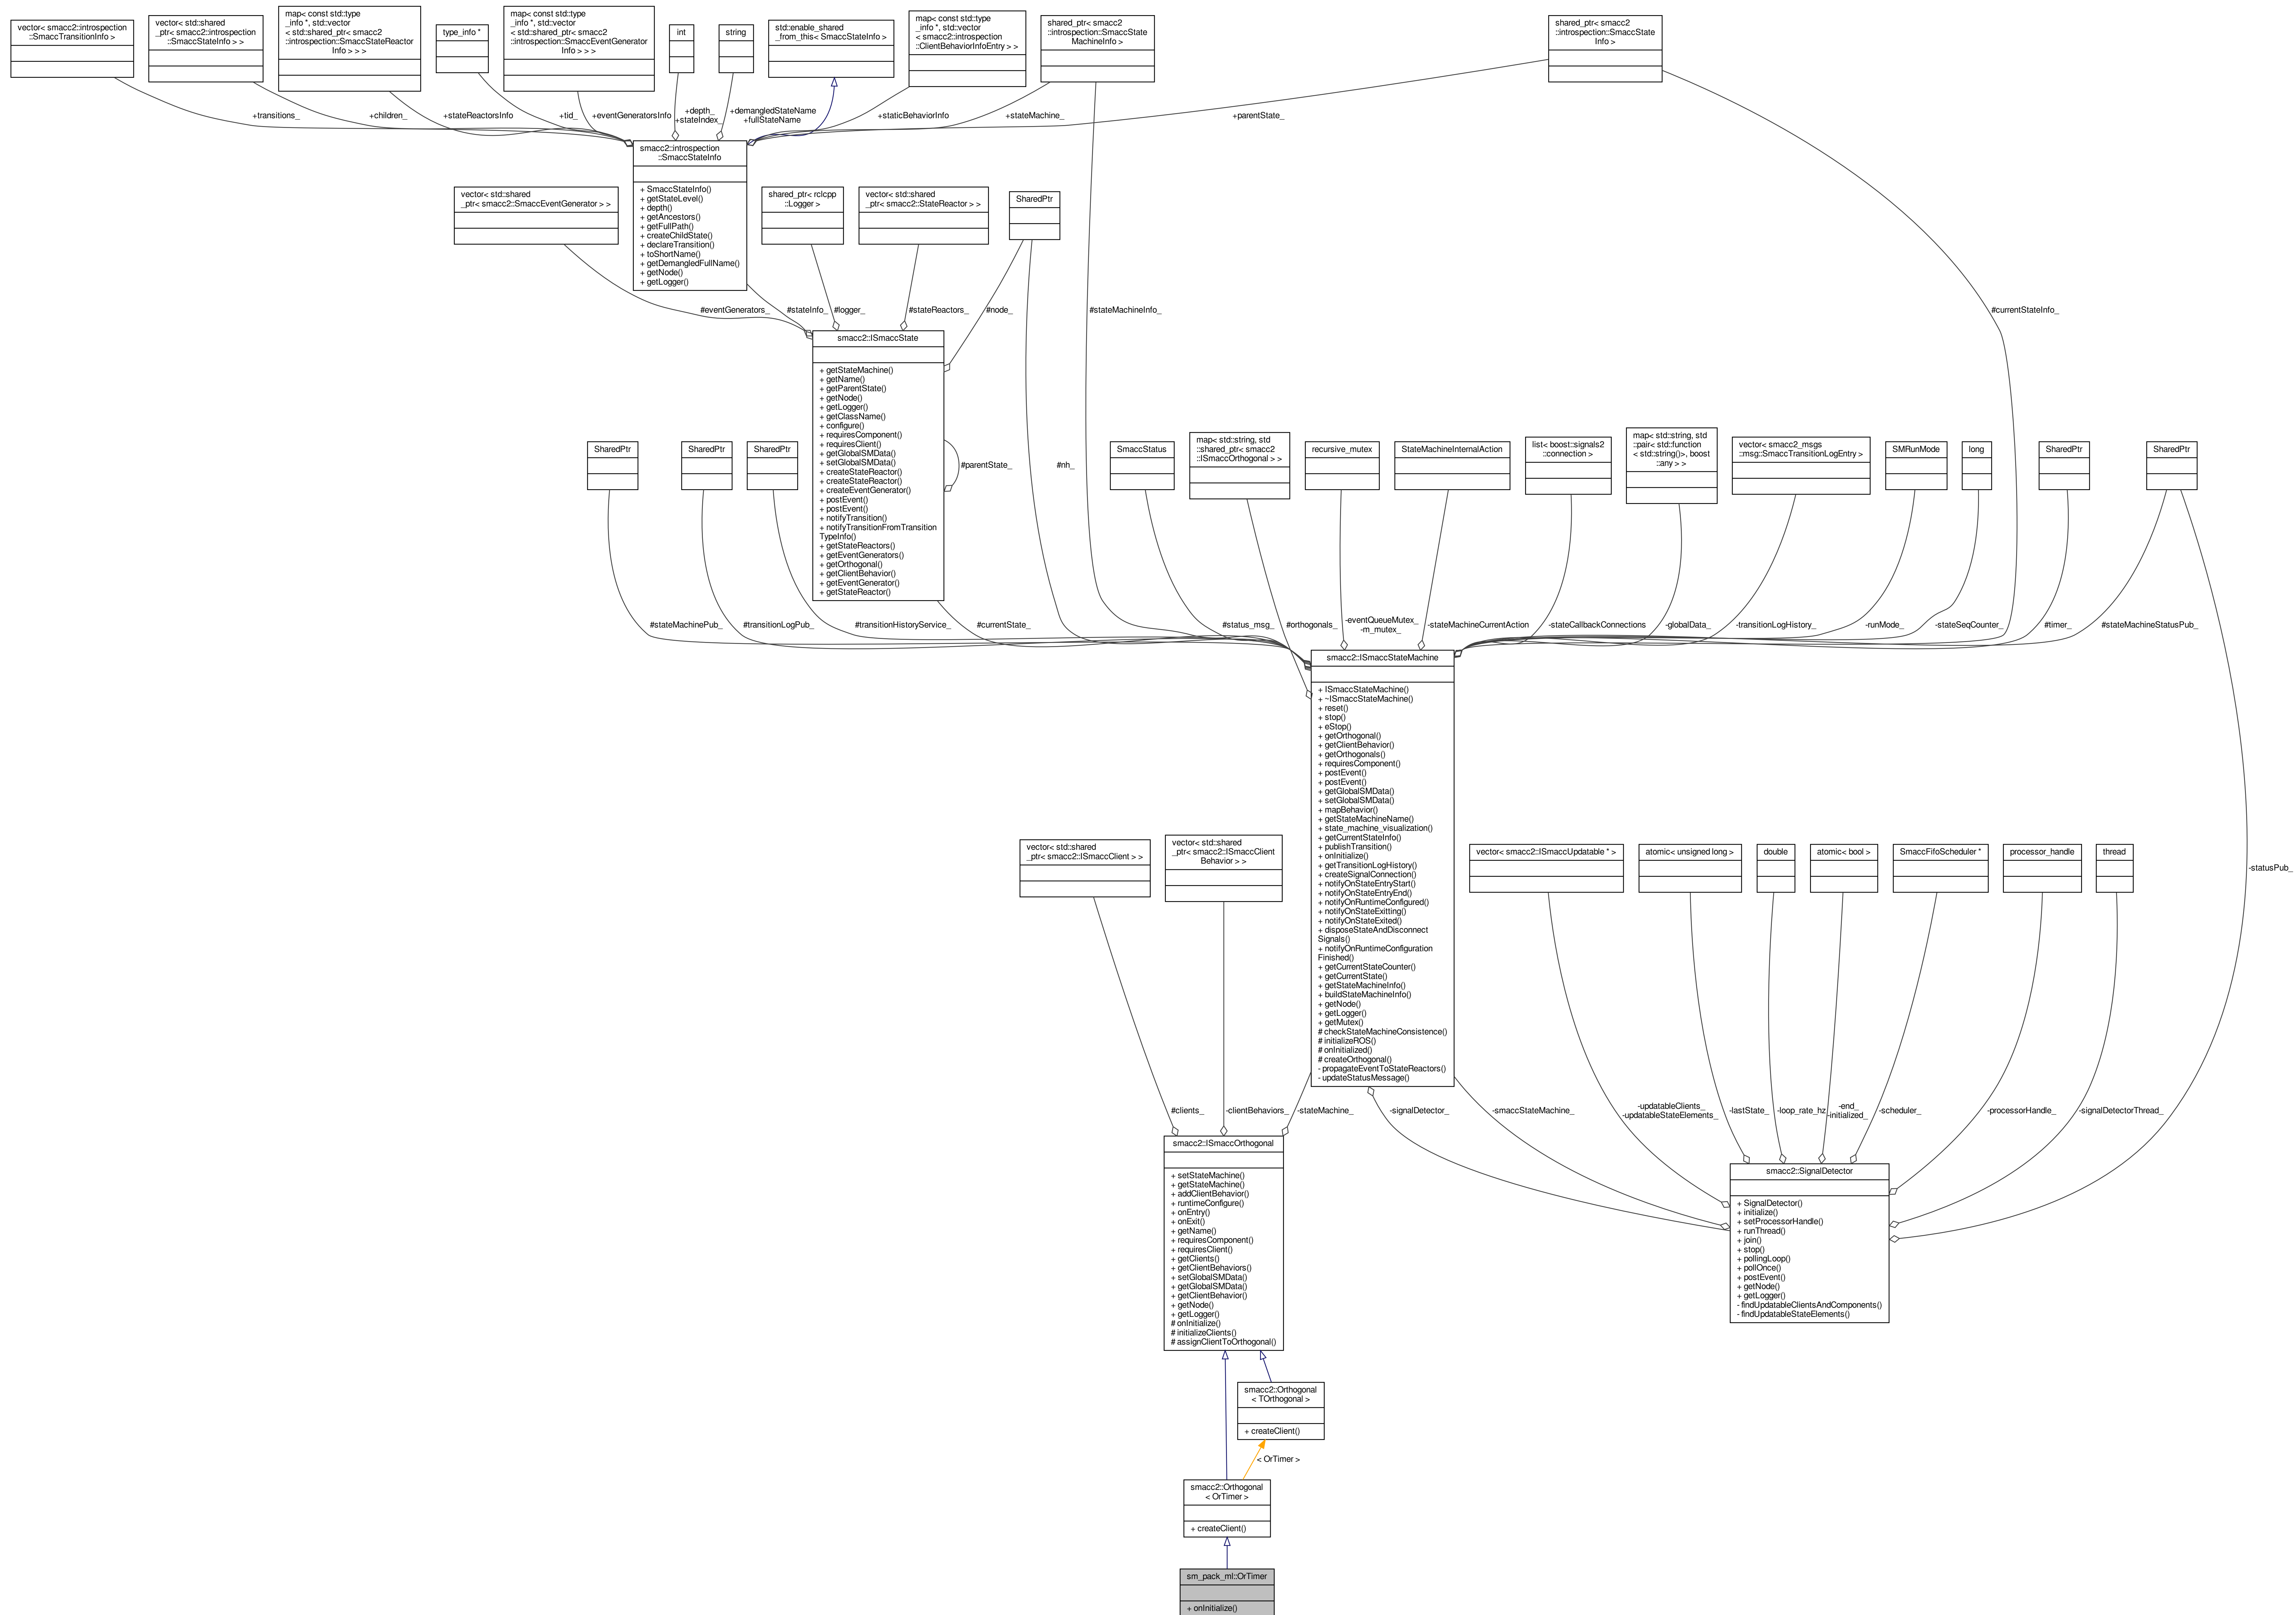 vector< smacc2::introspection
::SmaccTransitionInfo >
vector< std::shared
_ptr< smacc2::introspection
::SmaccStateInfo > >
map< const std::type
_info *, std::vector
< std::shared_ptr< smacc2
::introspection::SmaccStateReactor
Info > > >
type_info *
map< const std::type
_info *, std::vector
< std::shared_ptr< smacc2
::introspection::SmaccEventGenerator
Info > > >
int
string
std::enable_shared
_from_this< SmaccStateInfo >
map< const std::type
_info *, std::vector
< smacc2::introspection
::ClientBehaviorInfoEntry > >
shared_ptr< smacc2
::introspection::SmaccState
MachineInfo >
shared_ptr< smacc2
::introspection::SmaccState
Info >
+transitions_
+children_
+stateReactorsInfo
+tid_
+eventGeneratorsInfo
+depth_
+stateIndex_
+demangledStateName
+fullStateName
+staticBehaviorInfo
+stateMachine_
+parentState_
smacc2::introspection
::SmaccStateInfo
+ SmaccStateInfo()
+ getStateLevel()
+ depth()
+ getAncestors()
+ getFullPath()
+ createChildState()
+ declareTransition()
+ toShortName()
+ getDemangledFullName()
+ getNode()
+ getLogger()
vector< std::shared
_ptr< smacc2::SmaccEventGenerator > >
shared_ptr< rclcpp
::Logger >
vector< std::shared
_ptr< smacc2::StateReactor > >
SharedPtr
#eventGenerators_
#stateInfo_
#logger_
#stateReactors_
#node_
#stateMachineInfo_
#currentStateInfo_
smacc2::ISmaccState
+ getStateMachine()
+ getName()
+ getParentState()
+ getNode()
+ getLogger()
+ getClassName()
+ configure()
+ requiresComponent()
+ requiresClient()
+ getGlobalSMData()
+ setGlobalSMData()
+ createStateReactor()
+ createStateReactor()
+ createEventGenerator()
+ postEvent()
+ postEvent()
+ notifyTransition()
+ notifyTransitionFromTransition
TypeInfo()
+ getStateReactors()
+ getEventGenerators()
+ getOrthogonal()
+ getClientBehavior()
+ getEventGenerator()
+ getStateReactor()
#parentState_
#nh_
SharedPtr
SharedPtr
SharedPtr
SmaccStatus
map< std::string, std
::shared_ptr< smacc2
::ISmaccOrthogonal > >
recursive_mutex
StateMachineInternalAction
list< boost::signals2
::connection >
map< std::string, std
::pair< std::function
< std::string()>, boost
::any > >
vector< smacc2_msgs
::msg::SmaccTransitionLogEntry >
SMRunMode
long
SharedPtr
SharedPtr
#stateMachinePub_
#transitionLogPub_
#transitionHistoryService_
#currentState_
#status_msg_
#orthogonals_
-eventQueueMutex_
-m_mutex_
-stateMachineCurrentAction
-stateCallbackConnections
-globalData_
-transitionLogHistory_
-runMode_
-stateSeqCounter_
#timer_
#stateMachineStatusPub_
smacc2::ISmaccStateMachine
+ ISmaccStateMachine()
+ ~ISmaccStateMachine()
+ reset()
+ stop()
+ eStop()
+ getOrthogonal()
+ getClientBehavior()
+ getOrthogonals()
+ requiresComponent()
+ postEvent()
+ postEvent()
+ getGlobalSMData()
+ setGlobalSMData()
+ mapBehavior()
+ getStateMachineName()
+ state_machine_visualization()
+ getCurrentStateInfo()
+ publishTransition()
+ onInitialize()
+ getTransitionLogHistory()
+ createSignalConnection()
+ notifyOnStateEntryStart()
+ notifyOnStateEntryEnd()
+ notifyOnRuntimeConfigured()
+ notifyOnStateExitting()
+ notifyOnStateExited()
+ disposeStateAndDisconnect
Signals()
+ notifyOnRuntimeConfiguration
Finished()
+ getCurrentStateCounter()
+ getCurrentState()
+ getStateMachineInfo()
+ buildStateMachineInfo()
+ getNode()
+ getLogger()
+ getMutex()
# checkStateMachineConsistence()
# initializeROS()
# onInitialized()
# createOrthogonal()
- propagateEventToStateReactors()
- updateStatusMessage()
vector< std::shared
_ptr< smacc2::ISmaccClient > >
vector< std::shared
_ptr< smacc2::ISmaccClient
Behavior > >
vector< smacc2::ISmaccUpdatable * >
atomic< unsigned long >
double
atomic< bool >
SmaccFifoScheduler *
processor_handle
thread
-statusPub_
#clients_
-clientBehaviors_
-stateMachine_
-signalDetector_
-smaccStateMachine_
-updatableClients_
-updatableStateElements_
-lastState_
-loop_rate_hz
-end_
-initialized_
-scheduler_
-processorHandle_
-signalDetectorThread_
smacc2::ISmaccOrthogonal
+ setStateMachine()
+ getStateMachine()
+ addClientBehavior()
+ runtimeConfigure()
+ onEntry()
+ onExit()
+ getName()
+ requiresComponent()
+ requiresClient()
+ getClients()
+ getClientBehaviors()
+ setGlobalSMData()
+ getGlobalSMData()
+ getClientBehavior()
+ getNode()
+ getLogger()
# onInitialize()
# initializeClients()
# assignClientToOrthogonal()
smacc2::SignalDetector
+ SignalDetector()
+ initialize()
+ setProcessorHandle()
+ runThread()
+ join()
+ stop()
+ pollingLoop()
+ pollOnce()
+ postEvent()
+ getNode()
+ getLogger()
- findUpdatableClientsAndComponents()
- findUpdatableStateElements()
smacc2::Orthogonal
< TOrthogonal >
+ createClient()
< OrTimer >
smacc2::Orthogonal
< OrTimer >
+ createClient()
sm_pack_ml::OrTimer
+ onInitialize()